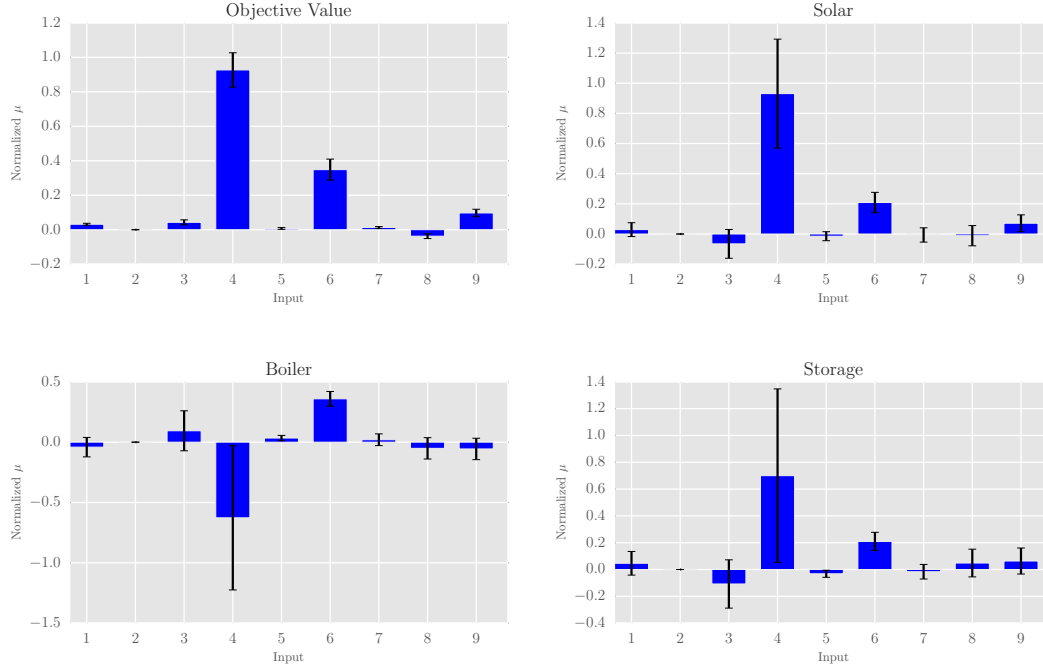 Objective Value
1.2
1.0
0.8
0.6
0.4
0.2
0.0
−0.2
Normalized μ
1 2 3 4 5 6 7 8 9
Input
Solar
1.4
1.2
1.0
0.8
0.6
0.4
0.2
0.0
−0.2
Normalized μ
1 2 3 4 5 6 7 8 9
Input
Boiler
0.5
0.0
−0.5
−1.0
−1.5
Normalized μ
1 2 3 4 5 6 7 8 9
Input
Storage
1.4
1.2
1.0
0.8
0.6
0.4
0.2
0.0
−0.2
−0.4
Normalized μ
1 2 3 4 5 6 7 8 9
Input